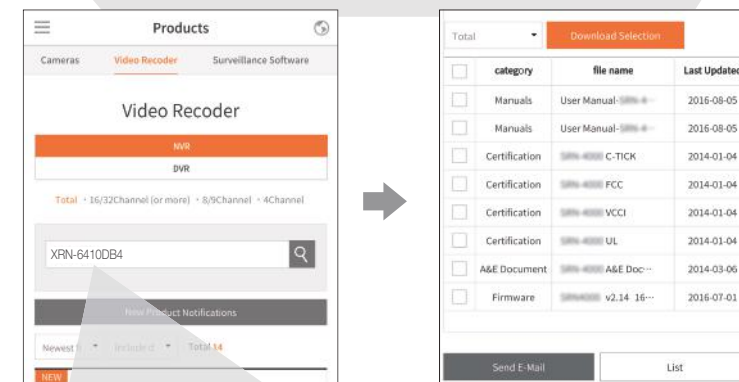 Products
Cameras Video Recoder Surveillance Software
Video Recoder
NVR
DVR
Total • 16/32Channel (or more) • 8/9Channel • 4Channel
XRN-6410DB4
New Product Notifications
Newest Total 14
NEW
Total Download Selection
category file name Last Updated
Manuals User Manual- 2016-08-05
Manuals User Manual- 2016-08-05
Certification C-TICK 2014-01-04
Certification FCC 2014-01-04
Certification VCCI 2014-01-04
Certification UL 2014-01-04
A&E Document A&E Doc··· 2014-03-06
Firmware v2.14 16··· 2016-07-01
Send E-Mail List